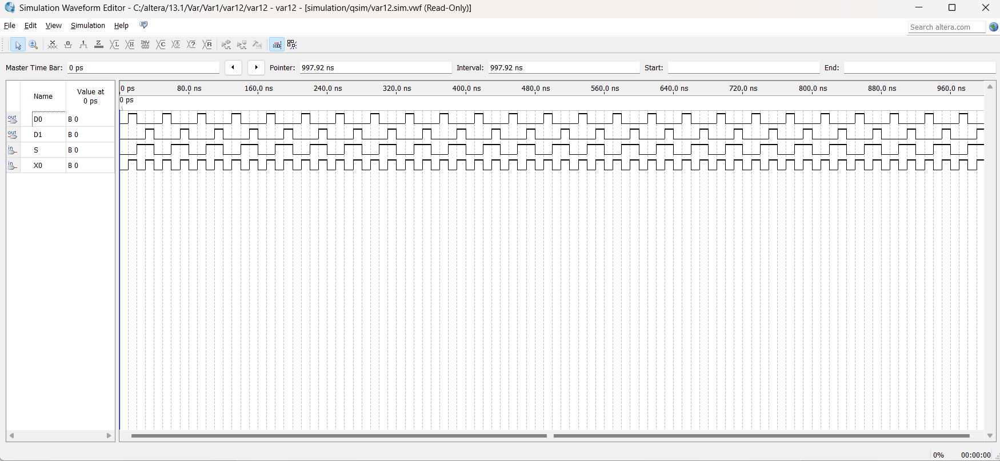 Simulation Waveform Editor - C:/altera/13.1/Var/Var1/var12/var12 - var12 - [simulation/qsim/var12.sim.vwf (Read-Only)]
File Edit View Simulation Help
Search altera.com
Master Time Bar: 0 ps Pointer: 997.92 ns Interval: 997.92 ns Start: End:
Name Value at 0 ps
0 ps 80.0 ns 160.0 ns 240.0 ns 320.0 ns 400.0 ns 480.0 ns 560.0 ns 640.0 ns 720.0 ns 800.0 ns 880.0 ns 960.0 ns
0 ps
out D0 B 0
out D1 B 0
in S B 0
in X0 B 0
0% 00:00:00